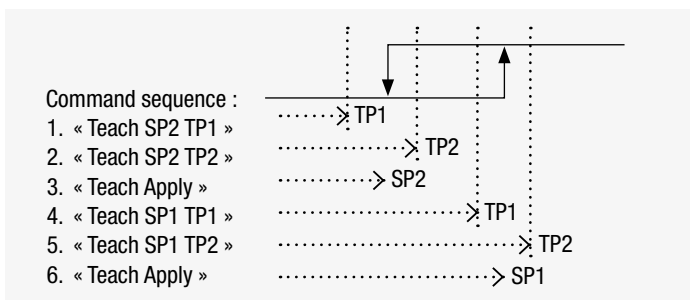 Command sequence :
TP1
1. « Teach SP2 TP1 »
TP2
2. « Teach SP2 TP2 »
SP2
3. « Teach Apply »
TP1
4. « Teach SP1 TP1 »
TP2
5. « Teach SP1 TP2 »
SP1
6. « Teach Apply »